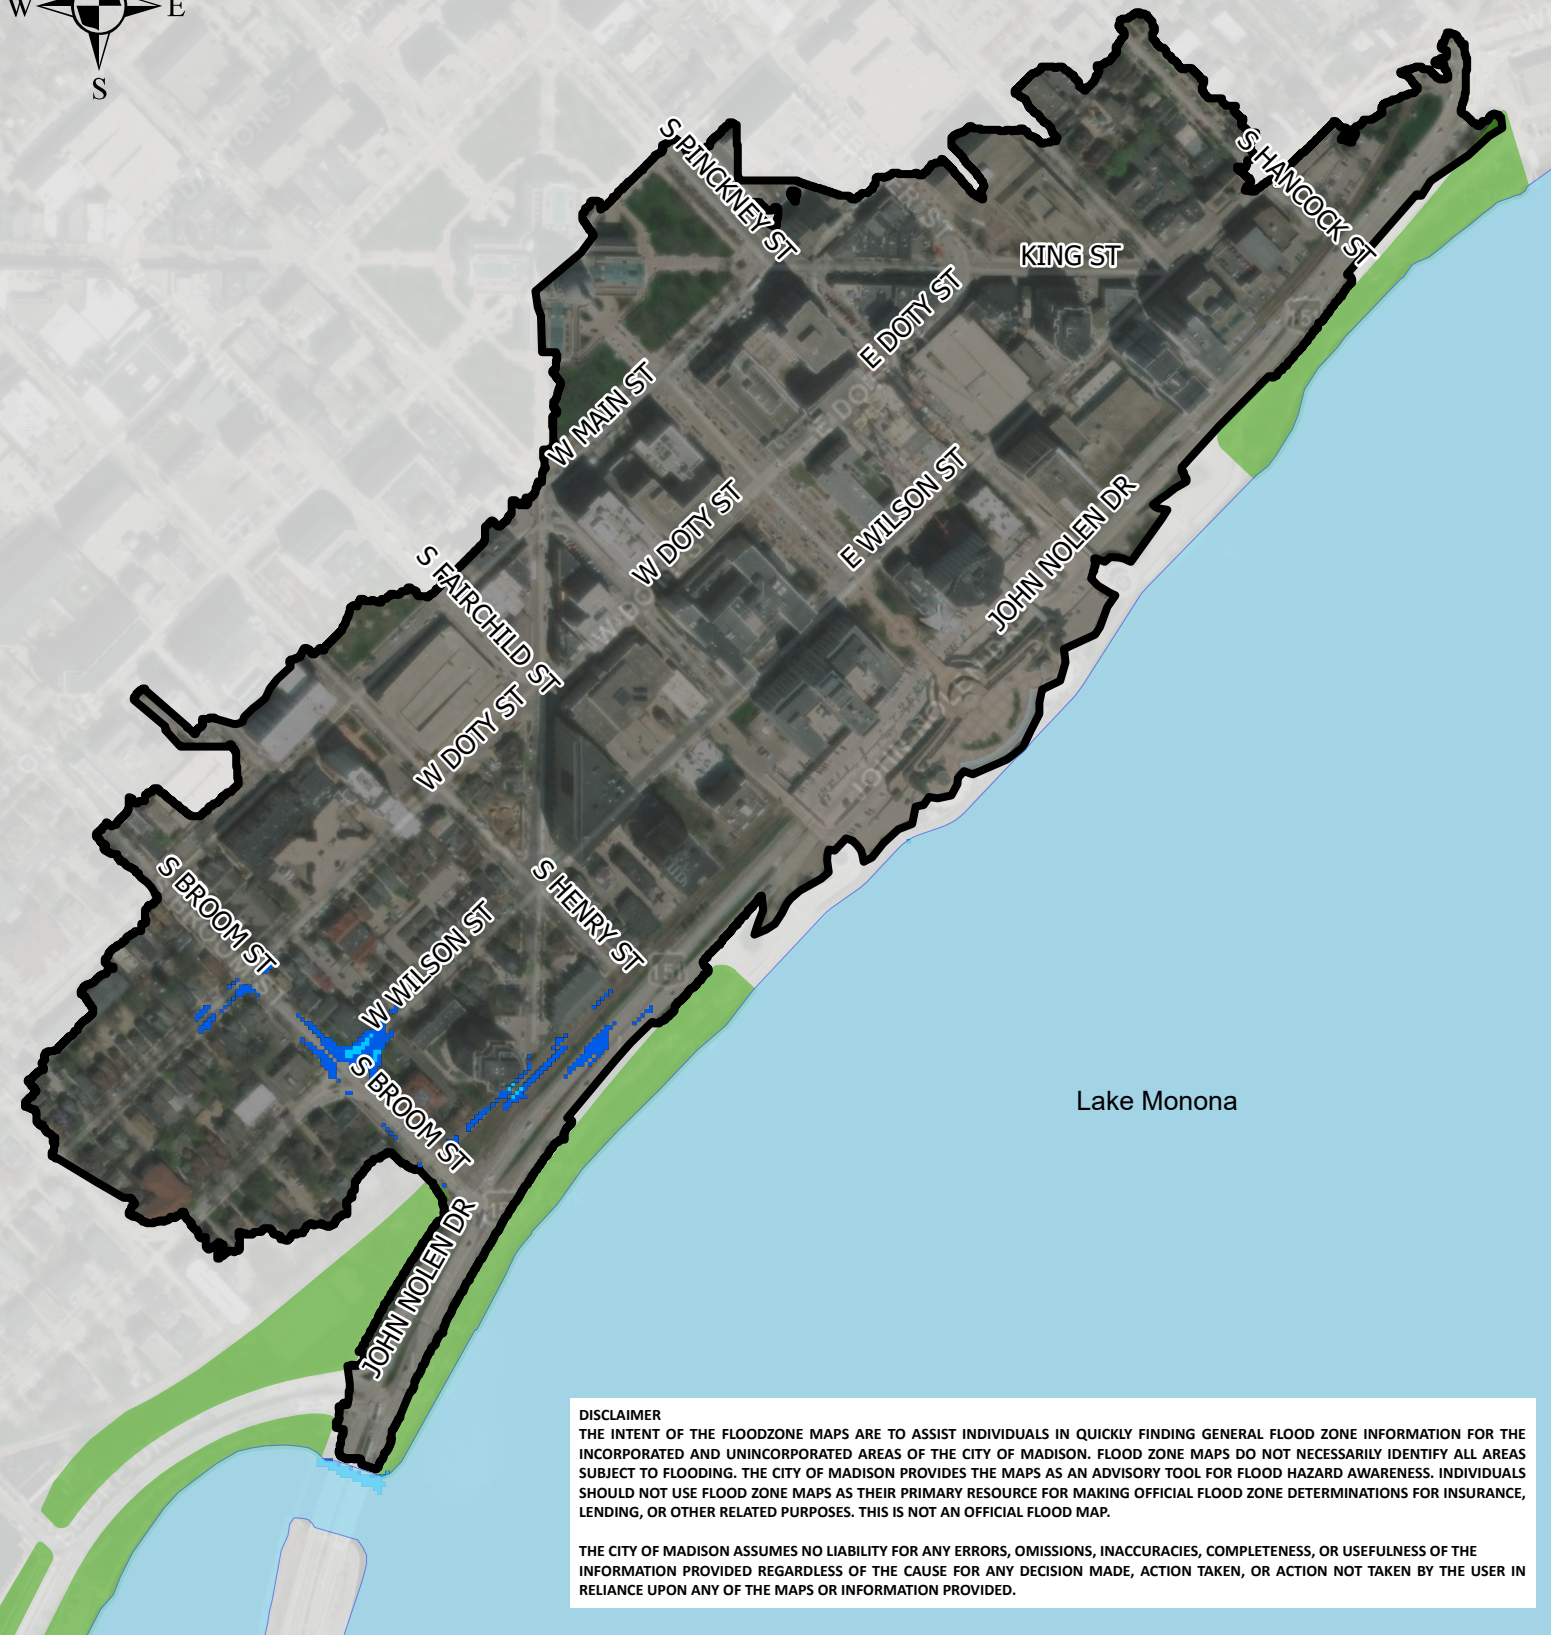 W E
S
S PINCKNEY ST
S HANCOCK ST
KING ST
E DOTY ST
W MAIN ST
W DOTY ST
E WILSON ST
JOHN NOLEN DR
S FAIRCHILD ST
W DOTY ST
S BROOM ST
S HENRY ST
W WILSON ST
151
S BROOM ST
Lake Monona
JOHN NOLEN DR
DISCLAIMER
THE INTENT OF THE FLOODZONE MAPS ARE TO ASSIST INDIVIDUALS IN QUICKLY FINDING GENERAL FLOOD ZONE INFORMATION FOR THE
INCORPORATED AND UNINCORPORATED AREAS OF THE CITY OF MADISON. FLOOD ZONE MAPS DO NOT NECESSARILY IDENTIFY ALL AREAS
SUBJECT TO FLOODING. THE CITY OF MADISON PROVIDES THE MAPS AS AN ADVISORY TOOL FOR FLOOD HAZARD AWARENESS. INDIVIDUALS
SHOULD NOT USE FLOOD ZONE MAPS AS THEIR PRIMARY RESOURCE FOR MAKING OFFICIAL FLOOD ZONE DETERMINATIONS FOR INSURANCE,
LENDING, OR OTHER RELATED PURPOSES. THIS IS NOT AN OFFICIAL FLOOD MAP.
THE CITY OF MADISON ASSUMES NO LIABILITY FOR ANY ERRORS, OMISSIONS, INACCURACIES, COMPLETENESS, OR USEFULNESS OF THE
INFORMATION PROVIDED REGARDLESS OF THE CAUSE FOR ANY DECISION MADE, ACTION TAKEN, OR ACTION NOT TAKEN BY THE USER IN
RELIANCE UPON ANY OF THE MAPS OR INFORMATION PROVIDED.